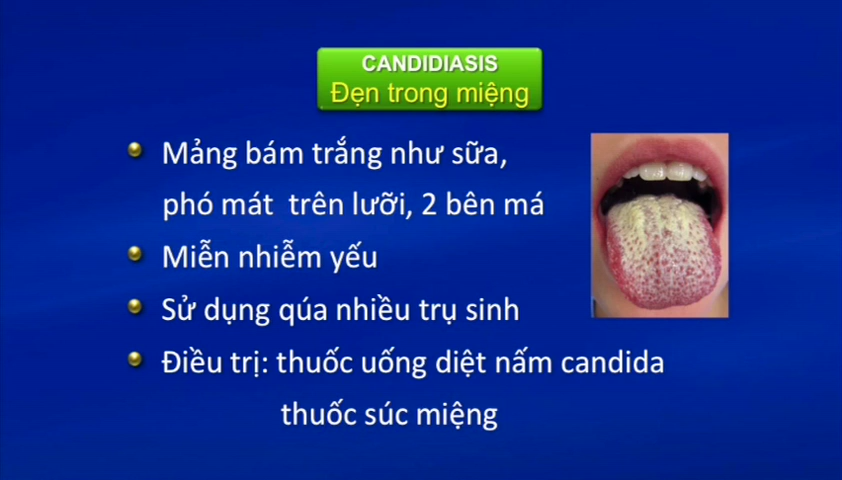 CANDIDIASIS
Đẹn trong miệng
Mảng bám trắng như sữa,
phó mát trên lưỡi, 2 bên má
Miễn nhiễm yếu
Sử dụng qúa nhiều trụ sinh
Điều trị: thuốc uống diệt nấm candida
thuốc súc miệng